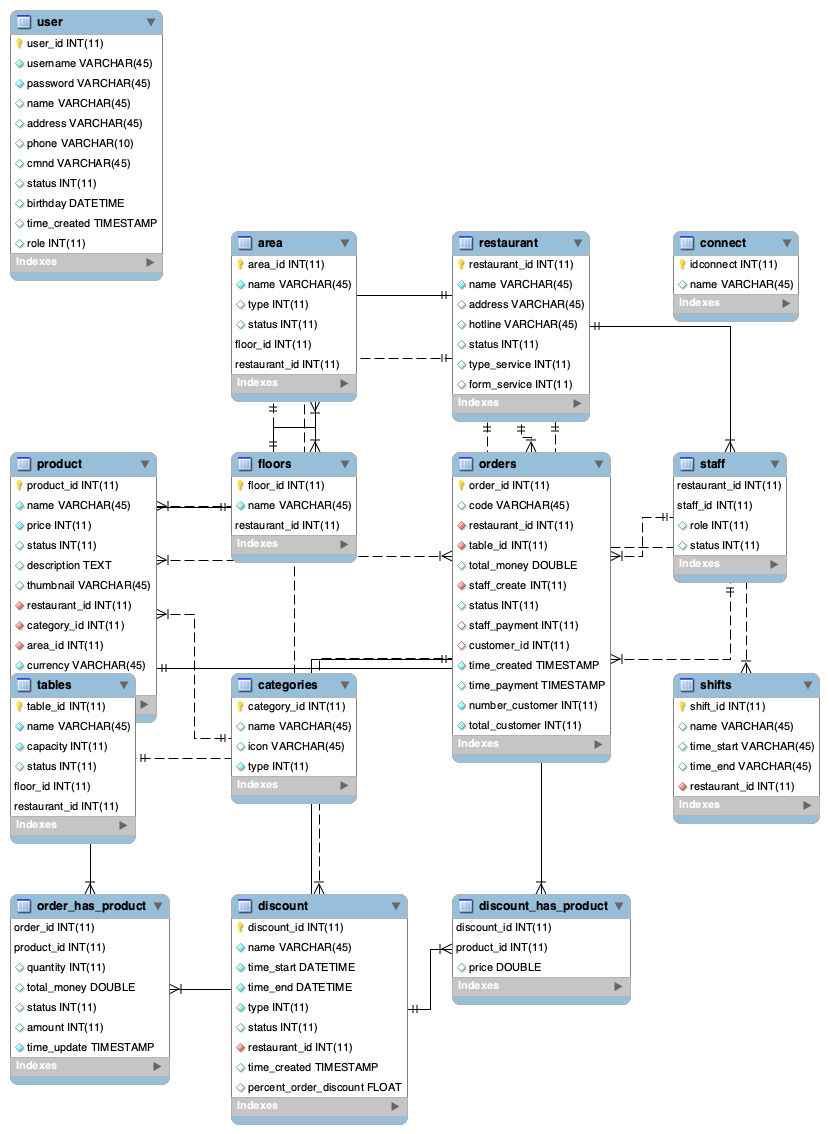 user
user_id INT(11)
username VARCHAR(45)
password VARCHAR(45)
name VARCHAR(45)
address VARCHAR(45)
phone VARCHAR(10)
cmnd VARCHAR(45)
status INT(11)
birthday DATETIME
time_created TIMESTAMP
role INT(11)
Indexes
area
area_id INT(11)
name VARCHAR(45)
type INT(11)
status INT(11)
floor_id INT(11)
restaurant_id INT(11)
Indexes
restaurant
restaurant_id INT(11)
name VARCHAR(45)
address VARCHAR(45)
hotline VARCHAR(45)
status INT(11)
type_service INT(11)
form_service INT(11)
Indexes
connect
idconnect INT(11)
name VARCHAR(45)
Indexes
product
product_id INT(11)
name VARCHAR(45)
price INT(11)
status INT(11)
description TEXT
thumbnail VARCHAR(45)
restaurant_id INT(11)
category_id INT(11)
area_id INT(11)
currency VARCHAR(45)
floors
floor_id INT(11)
name VARCHAR(45)
restaurant_id INT(11)
Indexes
orders
order_id INT(11)
code VARCHAR(45)
restaurant_id INT(11)
table_id INT(11)
total_money DOUBLE
staff_create INT(11)
status INT(11)
staff_payment INT(11)
customer_id INT(11)
time_created TIMESTAMP
time_payment TIMESTAMP
number_customer INT(11)
total_customer INT(11)
Indexes
staff
restaurant_id INT(11)
staff_id INT(11)
role INT(11)
status INT(11)
Indexes
tables
table_id INT(11)
name VARCHAR(45)
capacity INT(11)
status INT(11)
floor_id INT(11)
restaurant_id INT(11)
Indexes
categories
category_id INT(11)
name VARCHAR(45)
icon VARCHAR(45)
type INT(11)
Indexes
shifts
shift_id INT(11)
name VARCHAR(45)
time_start VARCHAR(45)
time_end VARCHAR(45)
restaurant_id INT(11)
Indexes
order_has_product
order_id INT(11)
product_id INT(11)
quantity INT(11)
total_money DOUBLE
status INT(11)
amount INT(11)
time_update TIMESTAMP
Indexes
discount
discount_id INT(11)
name VARCHAR(45)
time_start DATETIME
time_end DATETIME
type INT(11)
status INT(11)
restaurant_id INT(11)
time_created TIMESTAMP
percent_order_discount FLOAT
Indexes
discount_has_product
discount_id INT(11)
product_id INT(11)
price DOUBLE
Indexes